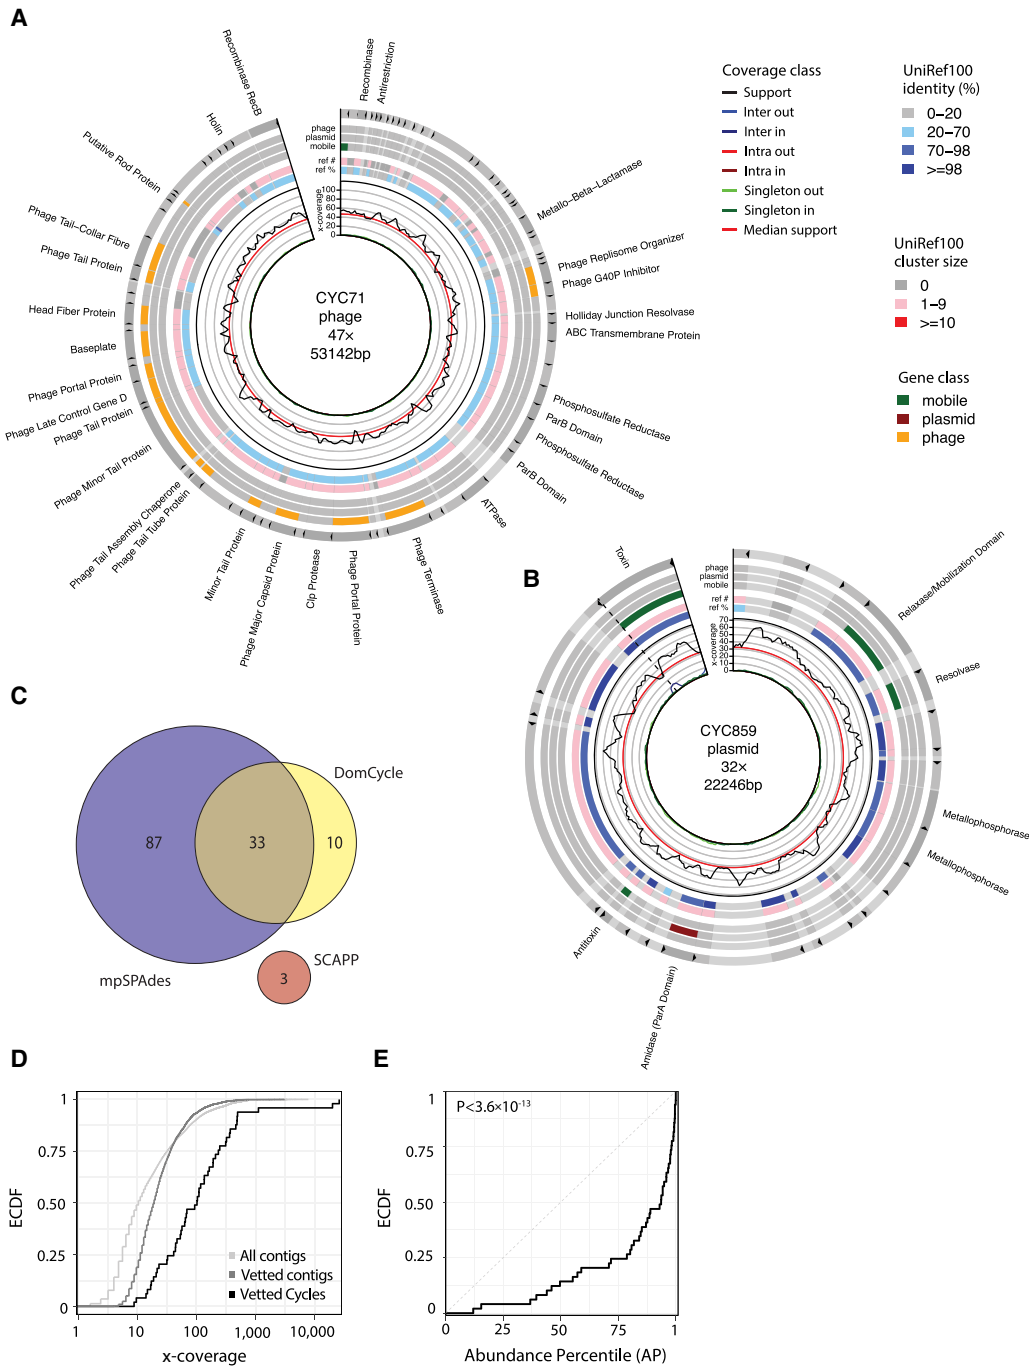 A
Recombinase RecB
Holin
Putative Rod Protein
Phage Tail-Collar Fibre
Phage Tail Protein
Head Fiber Protein
Baseplate
Phage Portal Protein
Phage Late Control Gene D
Phage Tail Protein
Phage Minor Tail Protein
Phage Tail Assembly Chaperone
Phage Tail Tube Protein
Minor Tail Protein
Phage Major Capsid Protein
Clp Protease
Phage Portal Protein
Phage Terminase
ATPase
ParB Domain
Phosphosulfate Reductase
ParB Domain
Phosphosulfate Reductase
ABC Transmembrane Protein
Holliday Junction Resolvase
Phage G40P Inhibitor
Phage Replisome Organizer
Metallo-Beta-Lactamase
Antirestriction
Recombinase
phage
plasmid
mobile
ref #
ref %
100
80
60
40
20
0
x-coverage
CYC71
phage
47×
53142bp
Coverage class
Support
Inter out
Inter in
Intra out
Intra in
Singleton out
Singleton in
Median support
UniRef100
identity (%)
0-20
20-70
70-98
>=98
UniRef100
cluster size
0
1-9
>=10
Gene class
mobile
plasmid
phage
B
Toxin
phage
plasmid
mobile
ref #
ref %
70
60
50
40
30
20
10
0
x-coverage
Relaxase/Mobilization Domain
Resolvase
Metallophosphorase
Metallophosphorase
Amidase (ParA Domain)
Antitoxin
CYC859
plasmid
32×
22246bp
C
87
33
10
3
DomCycle
mpSPAdes
SCAPP
D
1
0.75
0.50
0.25
0
ECDF
All contigs
Vetted contigs
Vetted Cycles
1
10
100
1,000
10,000
x-coverage
E
P<3.6×10⁻¹³
1
0.75
0.50
0.25
0
ECDF
0
25
50
75
1
Abundance Percentile (AP)